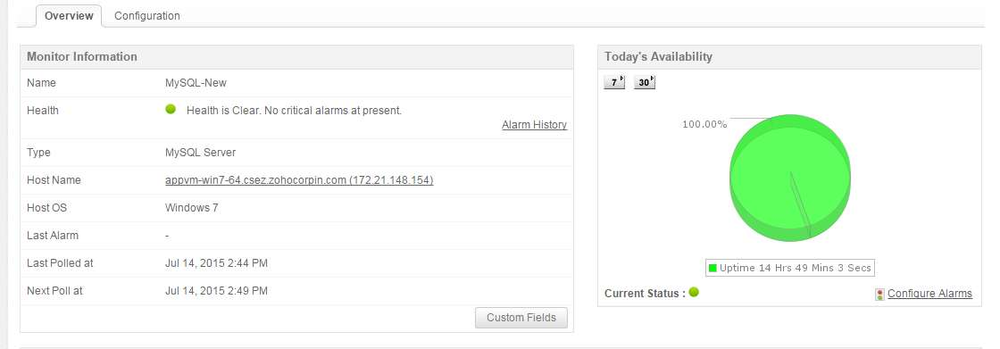 Overview Configuration
Monitor Information
Name MySQL-New
Health Health is Clear. No critical alarms at present.
Alarm History
Type MySQL Server
Host Name appvm-win7-64.csez.zohocorpin.com (172.21.148.154)
Host OS Windows 7
Last Alarm -
Last Polled at Jul 14, 2015 2:44 PM
Next Poll at Jul 14, 2015 2:49 PM
Custom Fields
Today's Availability
7 30
100.00%
Uptime 14 Hrs 49 Mins 3 Secs
Current Status : Configure Alarms